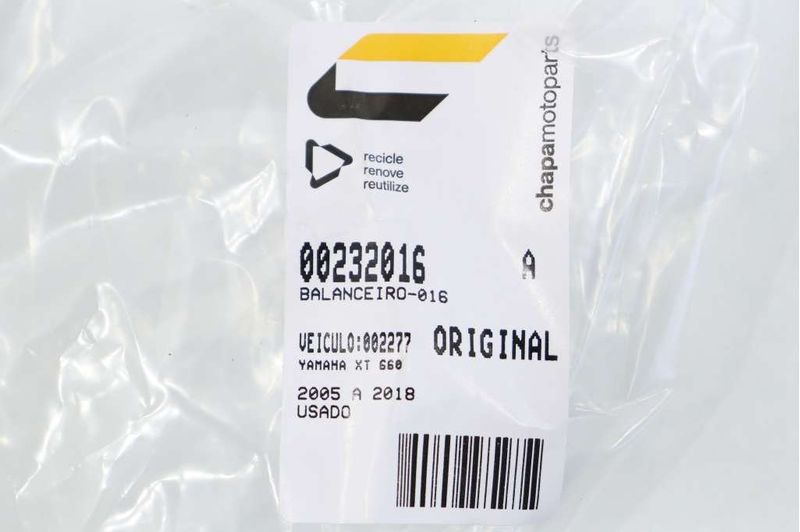 chapamotoparts
recicle
renove
reutilize
00232016 A
BALANCEIRO-016
VEICULO:002277 ORIGINAL
YAMAHA XT 660
2005 A 2018
USADO